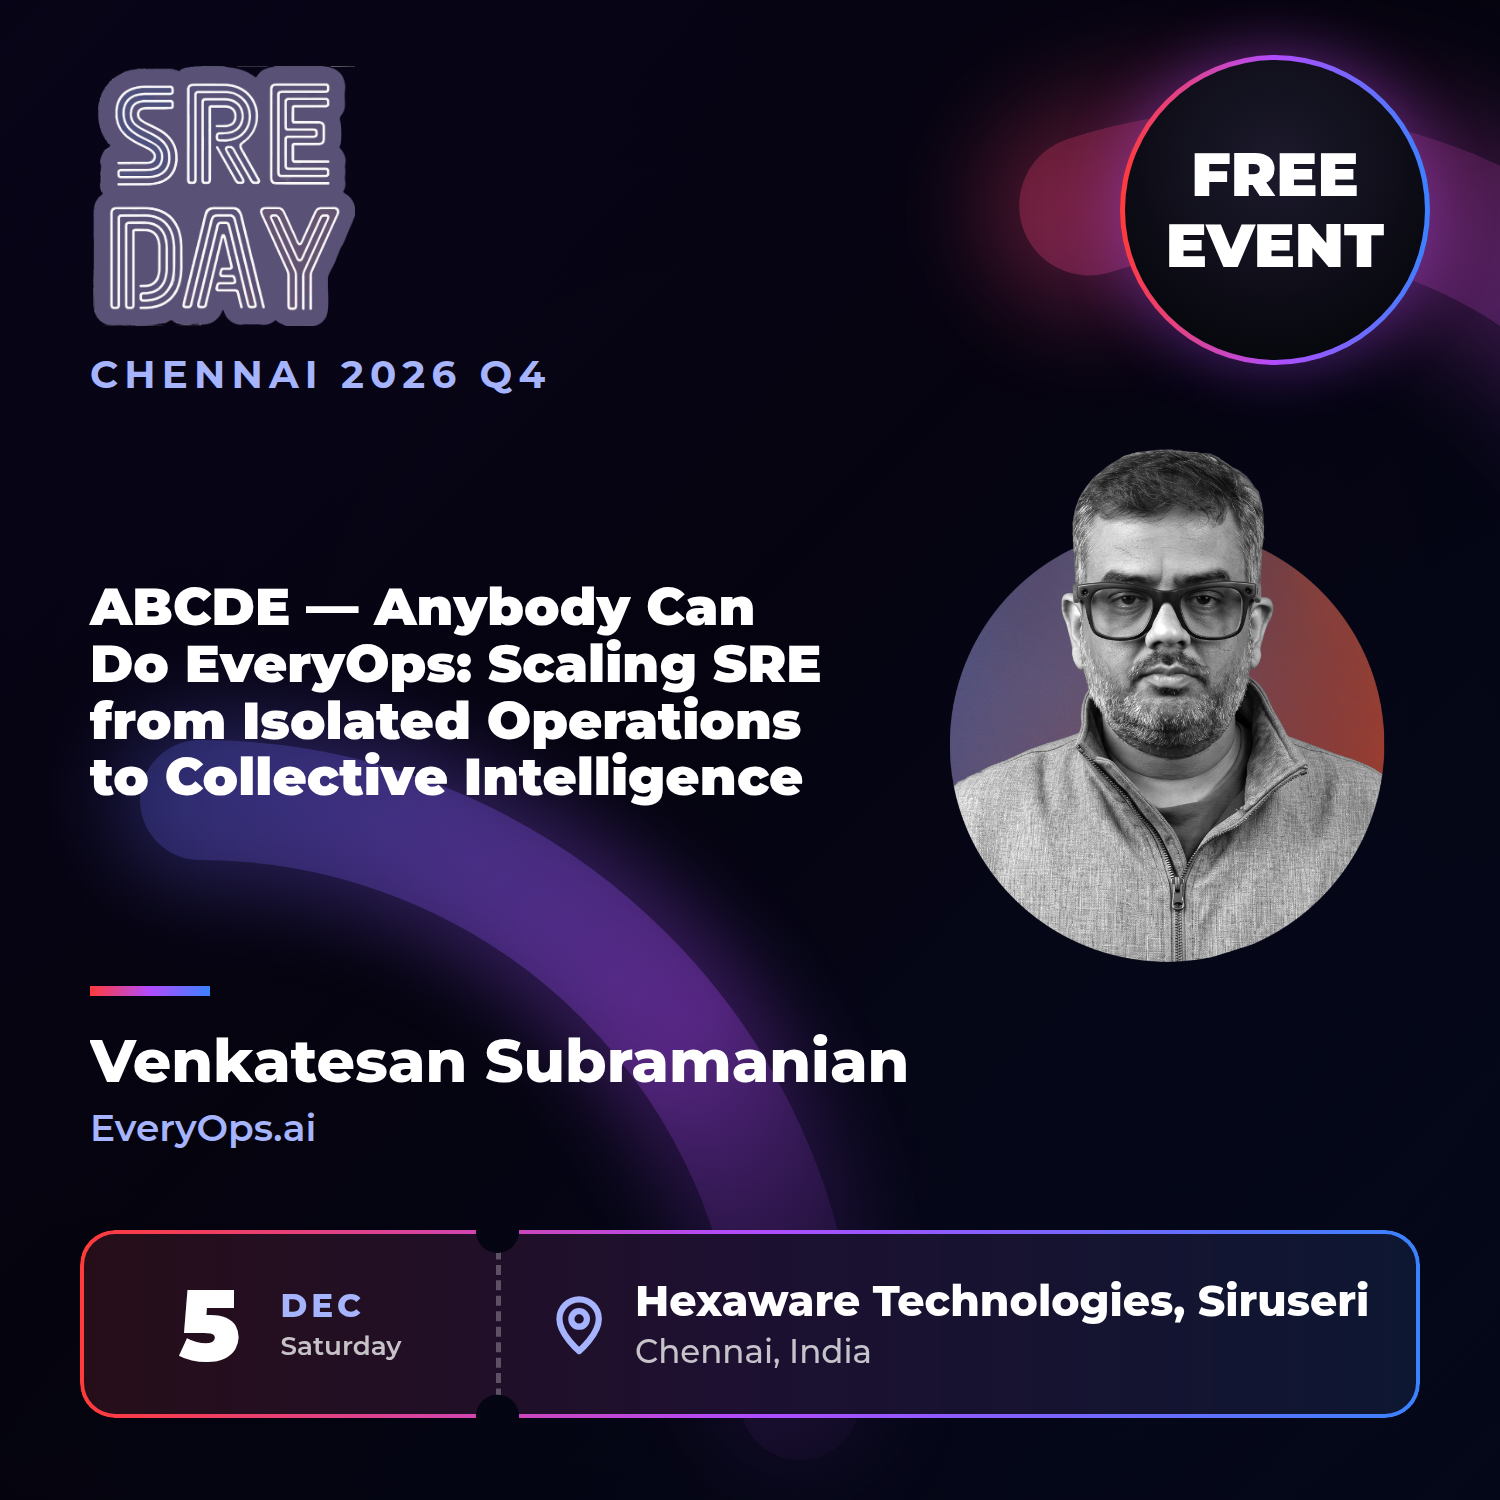 SRE
DAY
CHENNAI 2026 Q4
FREE
EVENT
ABCDE — Anybody Can
Do EveryOps: Scaling SRE
from Isolated Operations
to Collective Intelligence
Venkatesan Subramanian
EveryOps.ai
5
DEC
Saturday
Hexaware Technologies, Siruseri
Chennai, India